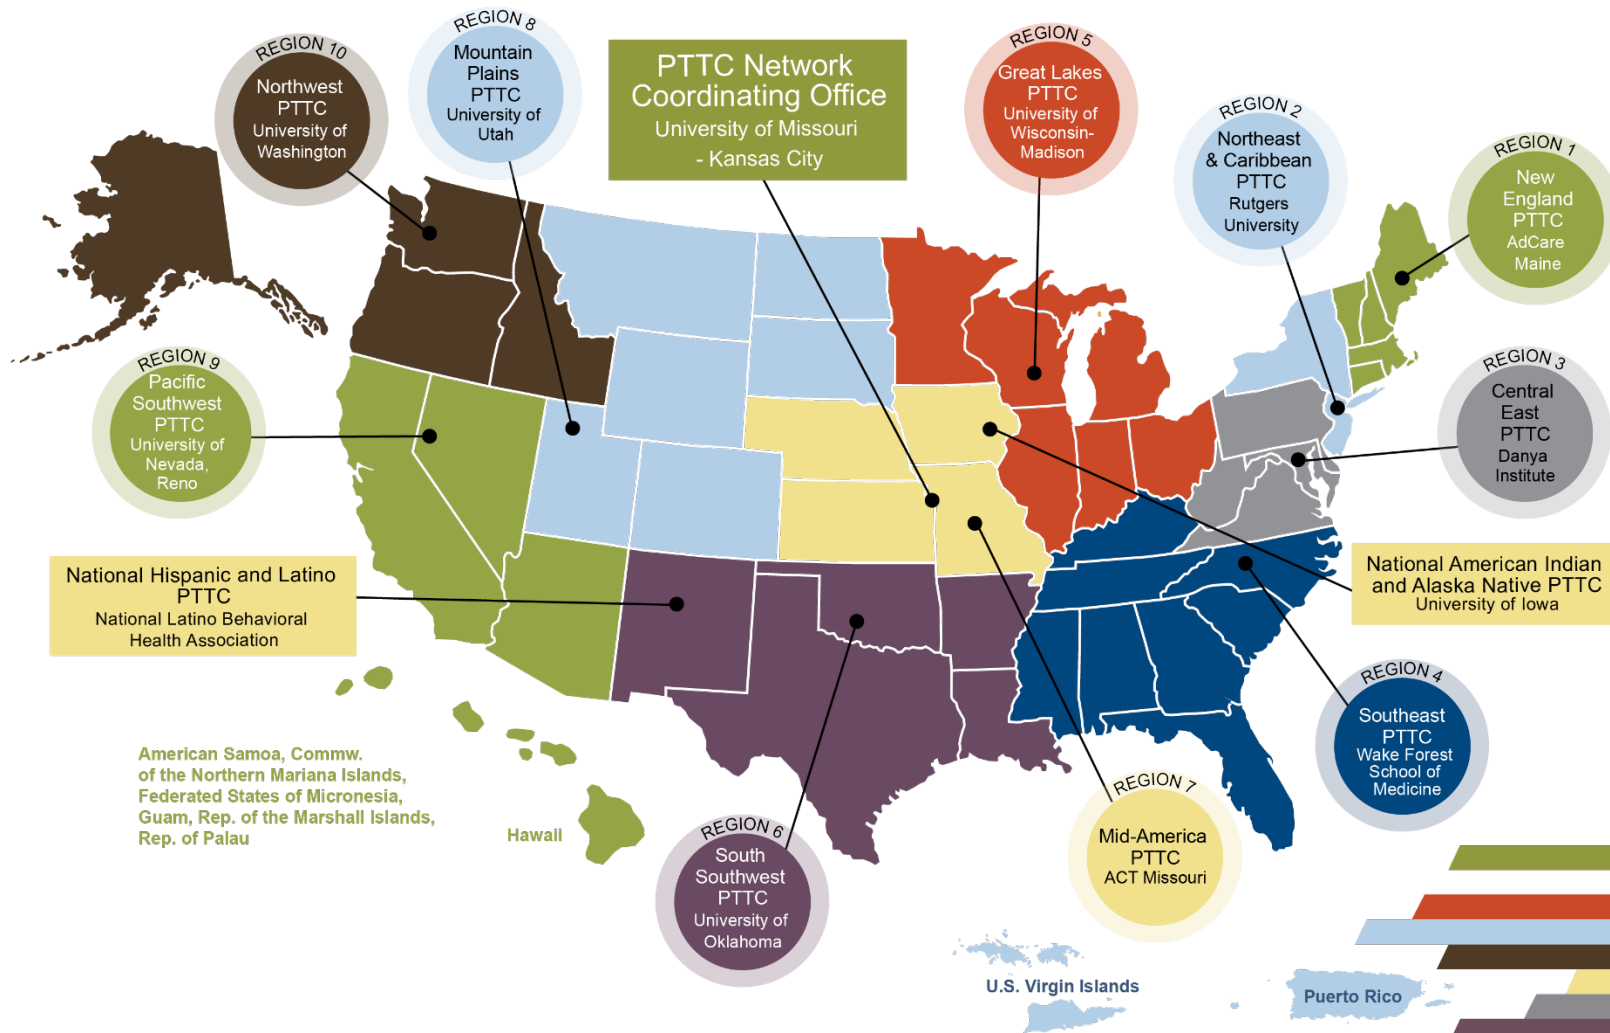 REGION 10
Northwest
PTTC
University of
Washington
REGION 8
Mountain
Plains
PTTC
University of
Utah
PTTC Network
Coordinating Office
University of Missouri
- Kansas City
REGION 5
Great Lakes
PTTC
University of
Wisconsin-
Madison
REGION 2
Northeast
& Caribbean
PTTC
Rutgers
University
REGION 1
New
England
PTTC
AdCare
Maine
REGION 9
Pacific
Southwest
PTTC
University of
Nevada,
Reno
REGION 3
Central
East
PTTC
Danya
Institute
National Hispanic and Latino
PTTC
National Latino Behavioral
Health Association
National American Indian
and Alaska Native PTTC
University of Iowa
REGION 4
Southeast
PTTC
Wake Forest
School of
Medicine
American Samoa, Commw.
of the Northern Mariana Islands,
Federated States of Micronesia,
Guam, Rep. of the Marshall Islands,
Rep. of Palau
Hawaii
REGION 6
South
Southwest
PTTC
University of
Oklahoma
REGION 7
Mid-America
PTTC
ACT Missouri
U.S. Virgin Islands
Puerto Rico